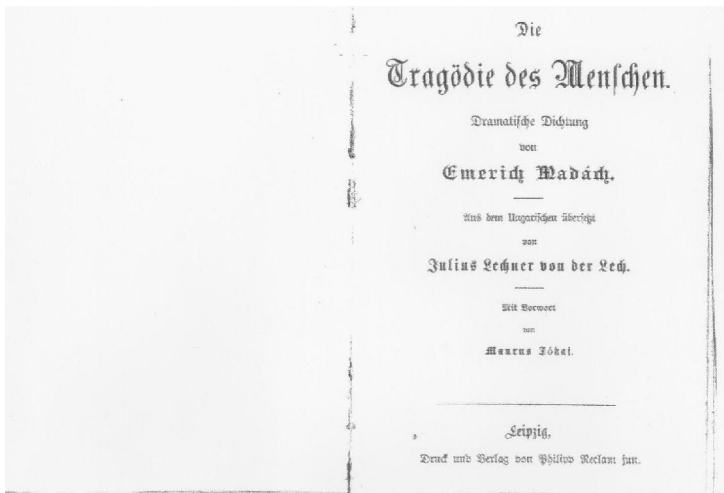 Die
Tragödie des Menschen.
Dramatische Dichtung
von
Emerich Madách.
Aus dem Ungarischen übersetzt
von
Julius Lechner von der Lech.
Mit Vorwort
von
Maurus Jókai.
Leipzig,
Druck und Verlag von Philipp Reclam jun.